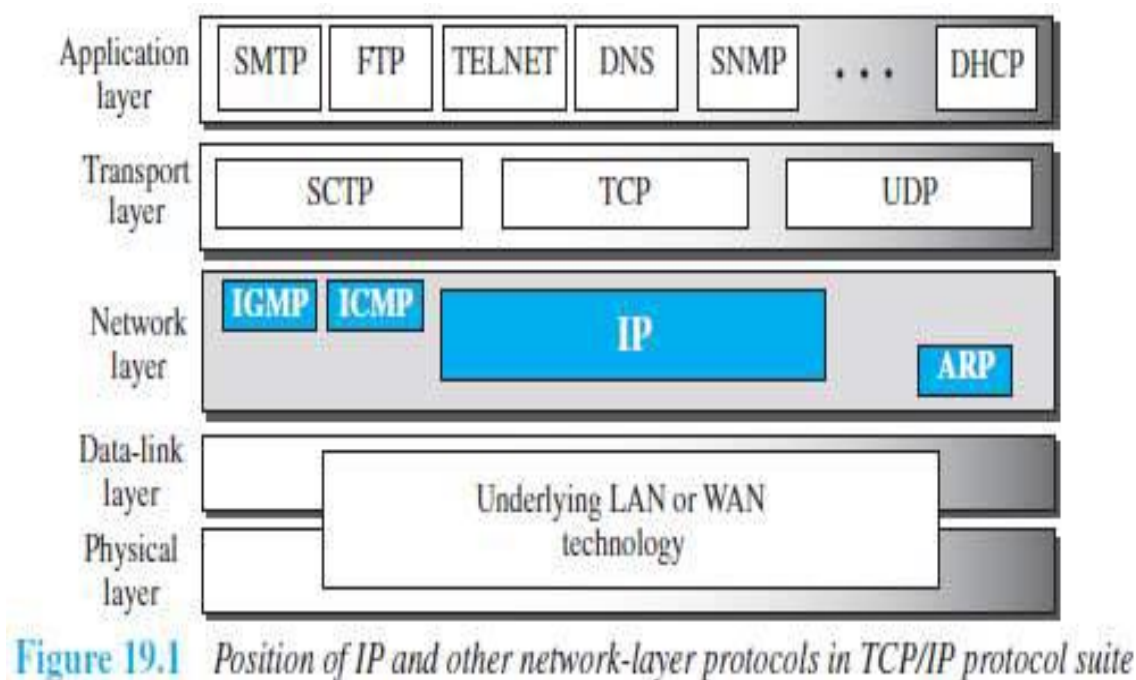 Application
layer
SMTP FTP TELNET DNS SNMP • • • DHCP
Transport
layer
SCTP TCP UDP
Network
layer
IGMP ICMP IP ARP
Data-link
layer
Physical
layer
Underlying LAN or WAN
technology
Figure 19.1 Position of IP and other network-layer protocols in TCP/IP protocol suite